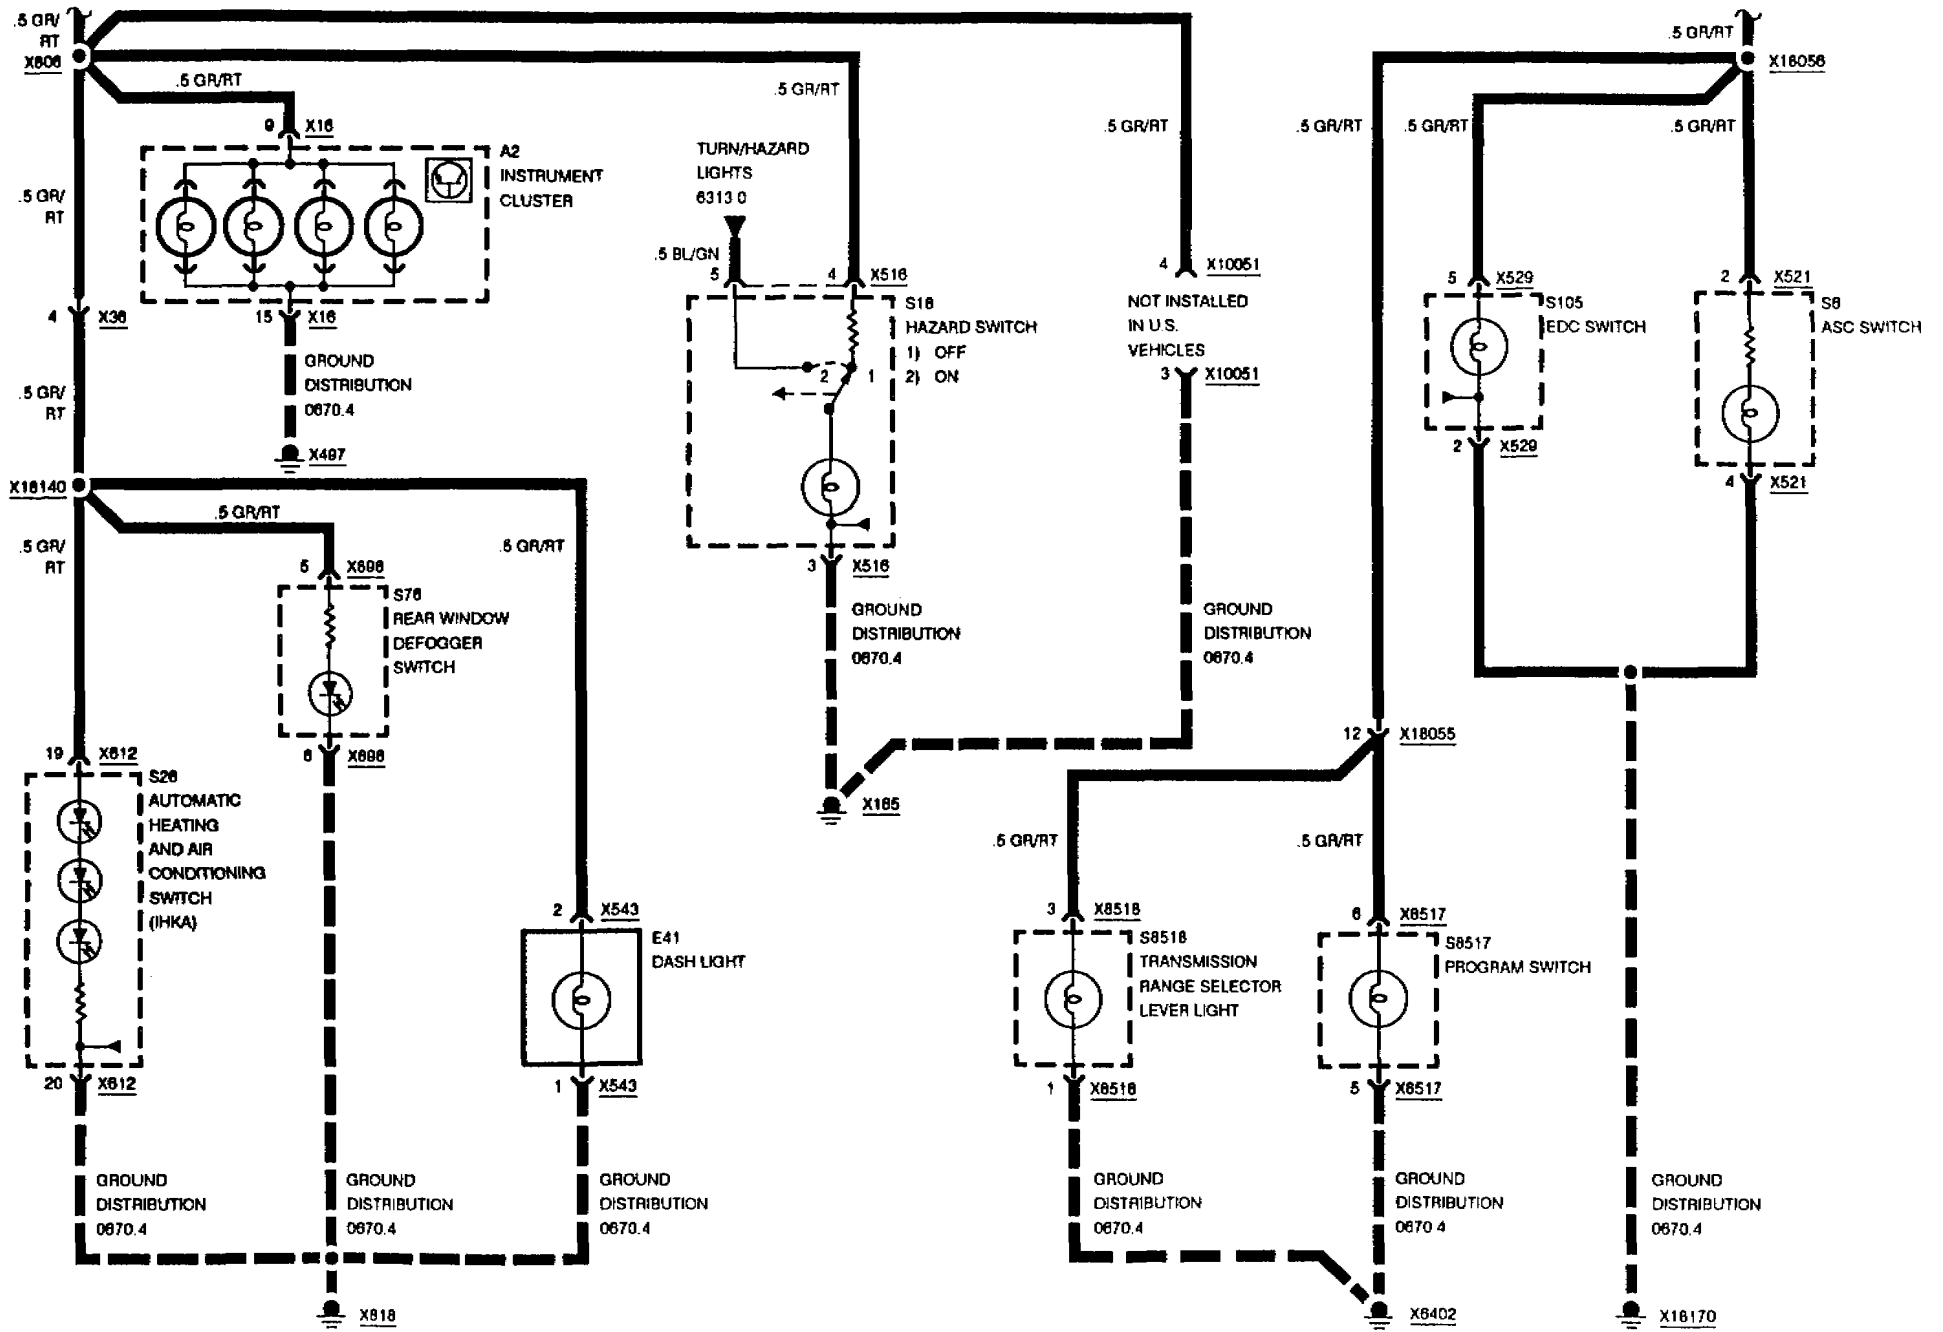 .5 GR/
RT
X606
.5 GR/RT
9 X16
A2
INSTRUMENT
CLUSTER
.5 GR/
RT
4 X36
15 X16
GROUND
DISTRIBUTION
0670.4
X497
.5 GR/
RT
X16140
.5 GR/RT
.5 GR/
RT
.5 GR/RT
5 X696
S76
REAR WINDOW
DEFOGGER
SWITCH
6 X696
19 X612
S26
AUTOMATIC
HEATING
AND AIR
CONDITIONING
SWITCH
(IHKA)
20 X612
2 X543
E41
DASH LIGHT
1 X543
GROUND
DISTRIBUTION
0670.4
GROUND
DISTRIBUTION
0670.4
GROUND
DISTRIBUTION
0670.4
X818
.5 GR/RT
TURN/HAZARD
LIGHTS
6313 0
.5 BL/GN
5
4 X516
S18
HAZARD SWITCH
1) OFF
2) ON
2
1
3 X516
GROUND
DISTRIBUTION
0670.4
X165
.5 GR/RT
4 X10051
NOT INSTALLED
IN U.S.
VEHICLES
3 X10051
GROUND
DISTRIBUTION
0670.4
.5 GR/RT
X16056
.5 GR/RT
.5 GR/RT
.5 GR/RT
5 X529
S105
EDC SWITCH
2 X529
2 X521
S6
ASC SWITCH
4 X521
12 X18055
.5 GR/RT
.5 GR/RT
3 X8518
S8518
TRANSMISSION
RANGE SELECTOR
LEVER LIGHT
1 X8518
6 X8517
S8517
PROGRAM SWITCH
5 X8517
GROUND
DISTRIBUTION
0670.4
GROUND
DISTRIBUTION
0670 4
GROUND
DISTRIBUTION
0670.4
X6402
X16170